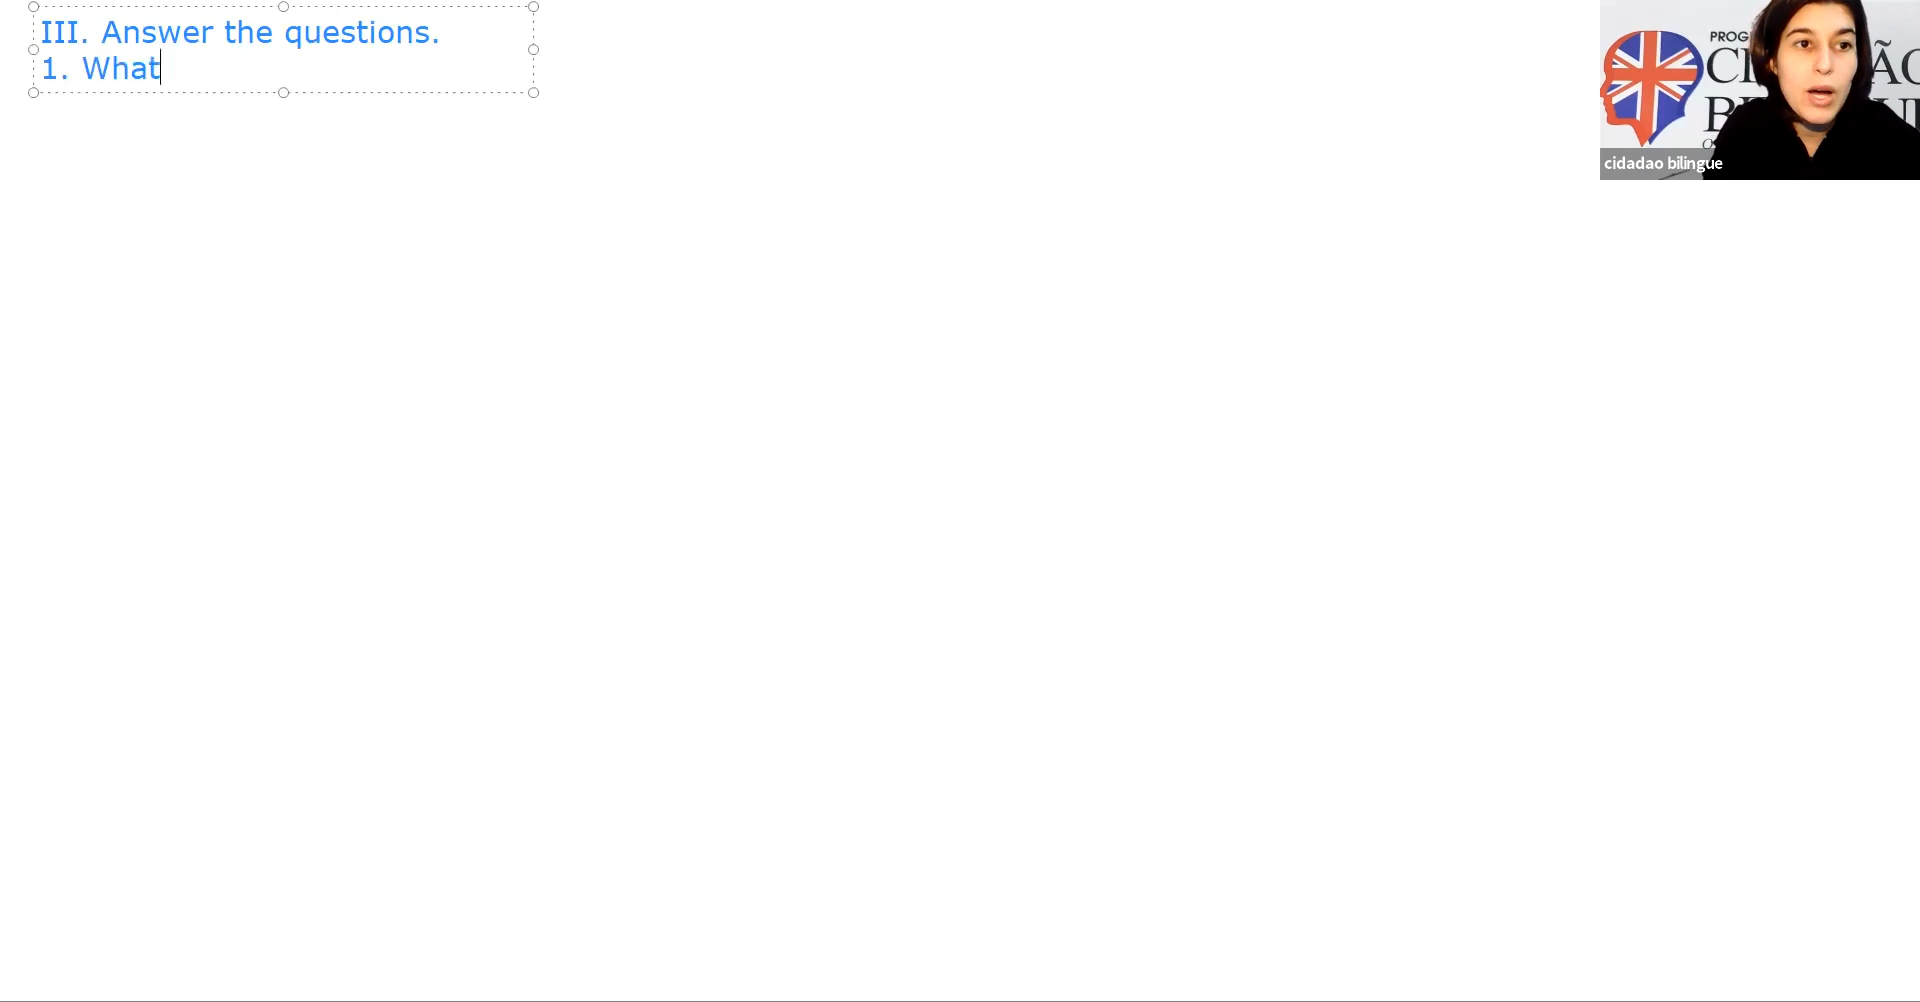 III. Answer the questions.
1. What
PROG
cidadao bilingue